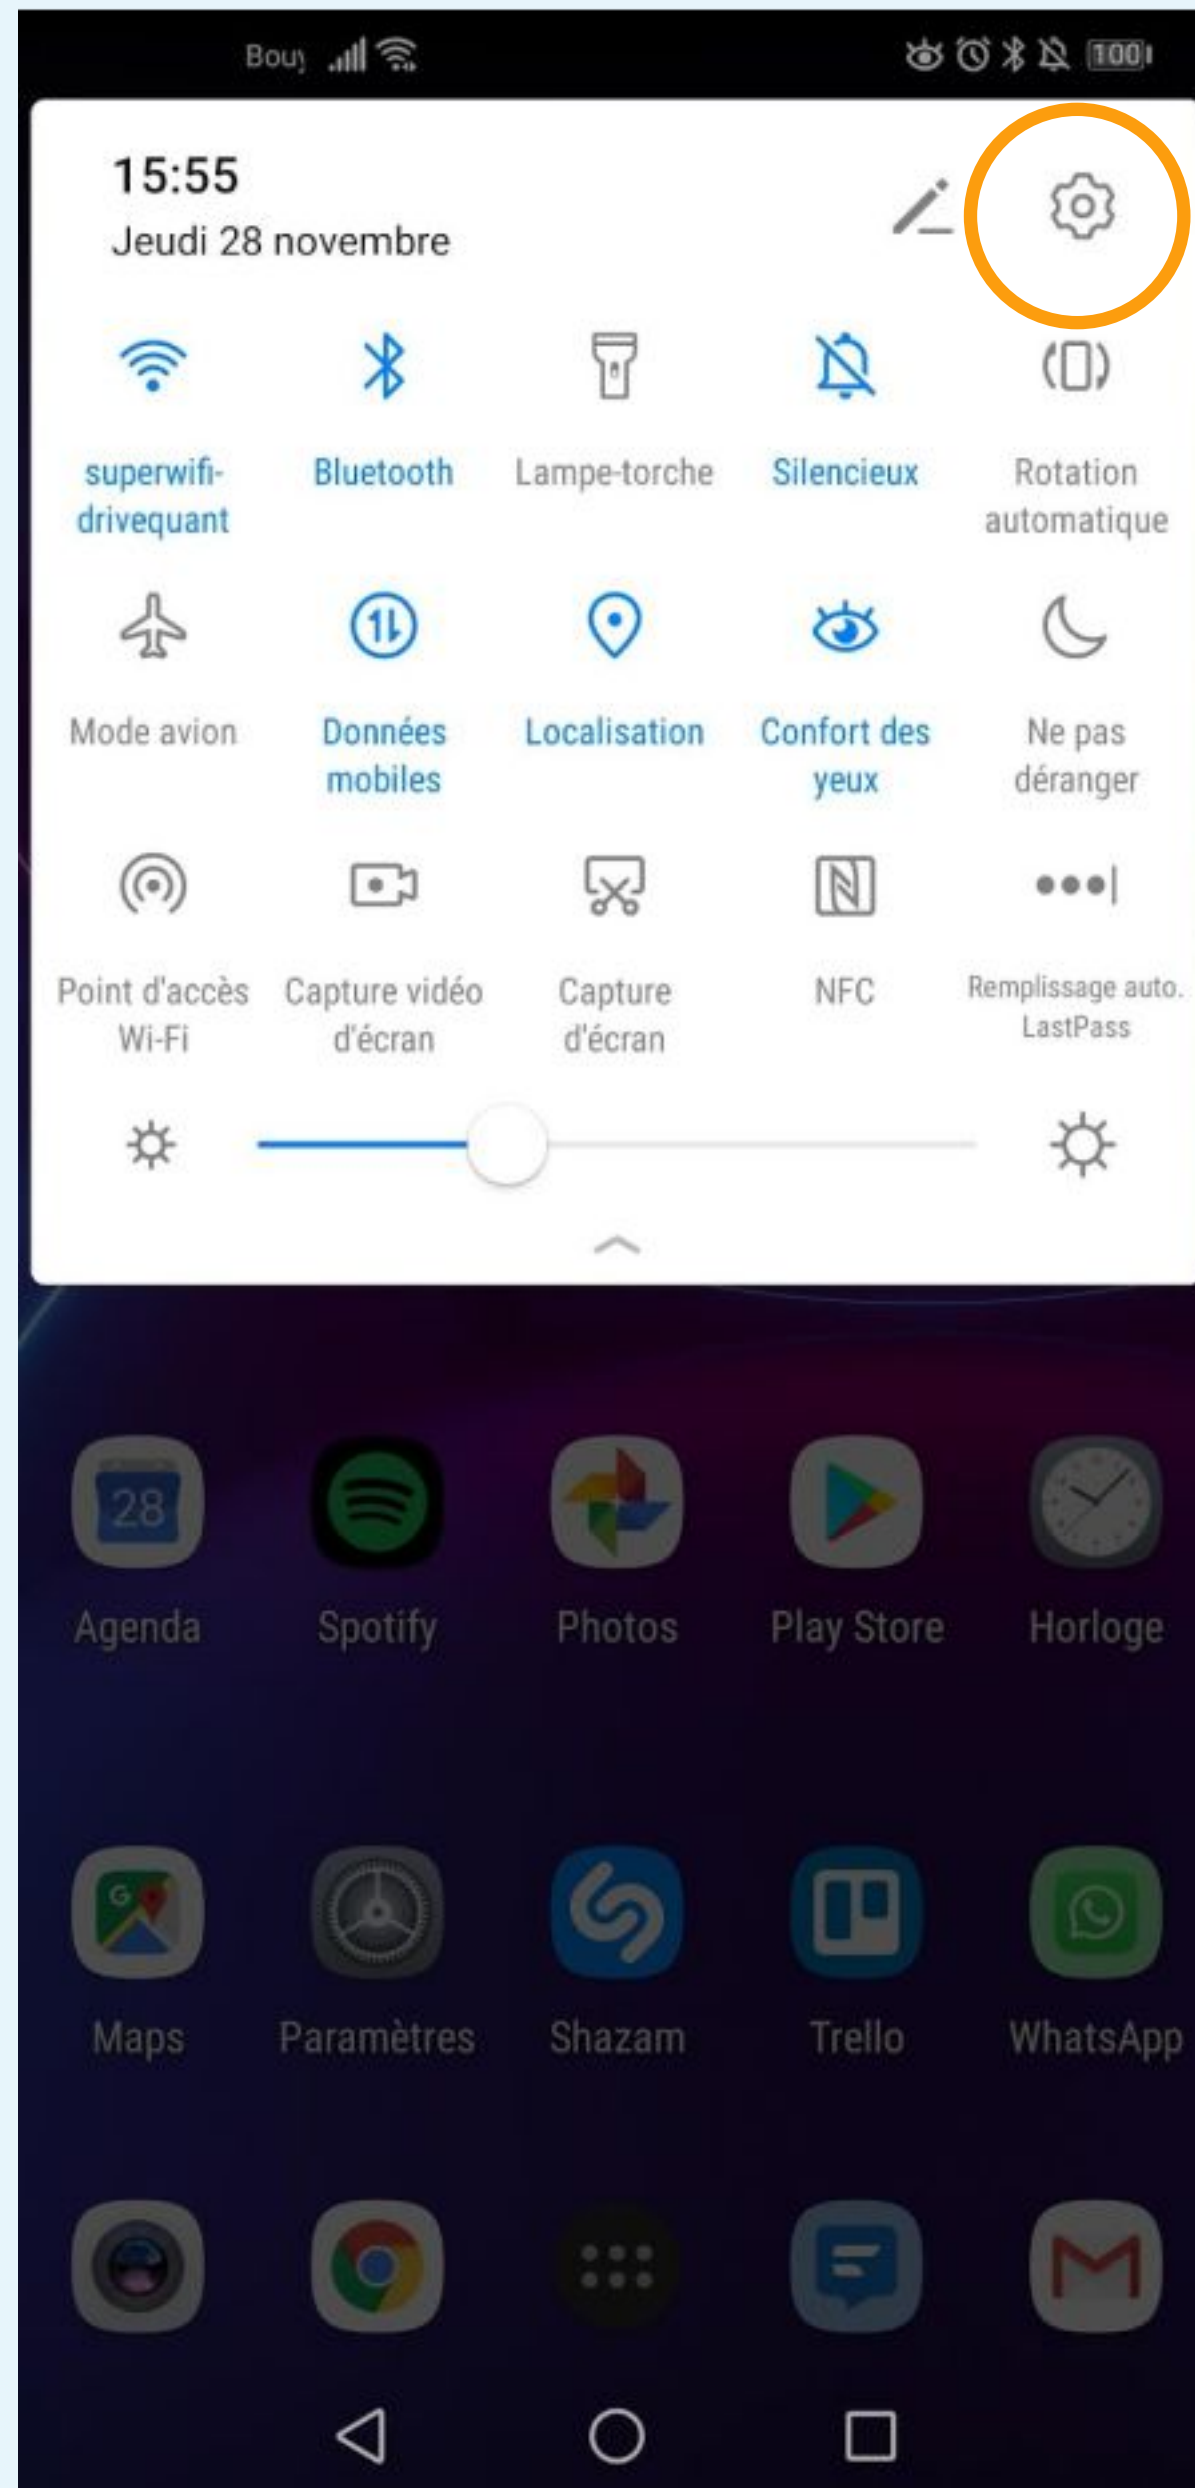 Bouy 100
15:55
Jeudi 28 novembre
superwifi- Bluetooth Lampe-torche Silencieux Rotation
drivequant automatique
Mode avion Données Localisation Confort des Ne pas
mobiles yeux déranger
Point d'accès Capture vidéo Capture NFC Remplissage auto.
Wi-Fi d'écran d'écran LastPass
28
Agenda Spotify Photos Play Store Horloge
G
Maps Paramètres Shazam Trello WhatsApp